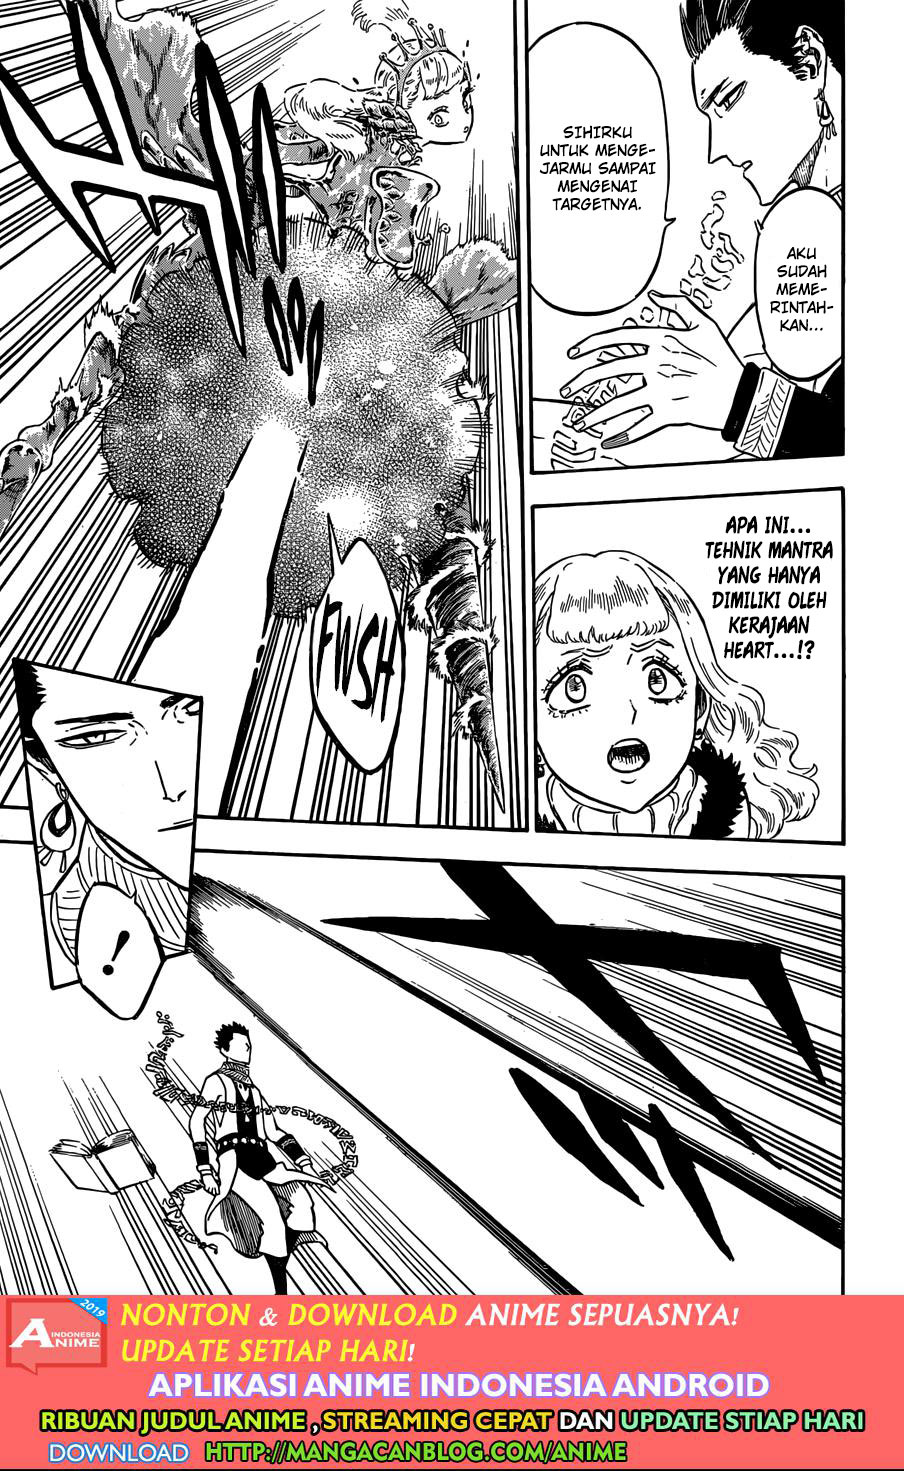 AKU
SUDAH
MEME-
RINTAH-
KAN...
SIHIRKU
UNTUK MENGE-
JARMU SAMPAI
MENGENAI
TARGETNYA.
FWSH
APA INI...
TEHNIK MANTRA
YANG HANYA
DIMILIKI OLEH
KERAJAAN
HEART...!?
!
2019
INDONESIA
ANIME
NONTON & DOWNLOAD ANIME SEPUASNYA!
UPDATE SETIAP HARI!
APLIKASI ANIME INDONESIA ANDROID
RIBUAN JUDUL ANIME , STREAMING CEPAT DAN UPDATE STIAP HARI
DOWNLOAD HTTP://MANGACANBLOG.COM/ANIME